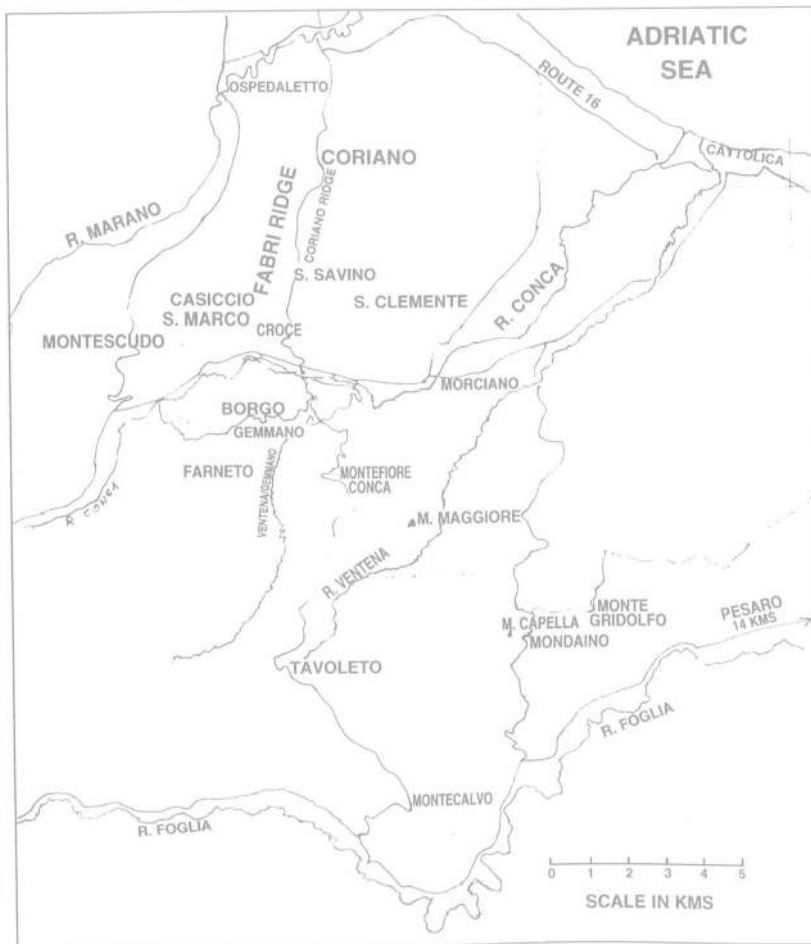 ADRIATIC
SEA
ROUTE 16
OSPEDALETTO
CATTOLICA
CORIANO
R. MARANO
FABRI RIDGE
CORIANO RIDGE
S. SAVINO
CASICCIO
S. MARCO
S. CLEMENTE
R. CONCA
CROCE
MONTESCUDO
MORCIANO
BORGO
GEMMANO
FARNETO
VENTENA/GEMMANO
MONTEFIORE
CONCA
R CONCA
M. MAGGIORE
R. VENTENA
MONTE
GRIDOLFO
PESARO
14 KMS
M. CAPELLA
MONDAINO
TAVOLETO
R. FOGLIA
MONTECALVO
R. FOGLIA
0 1 2 3 4 5
SCALE IN KMS